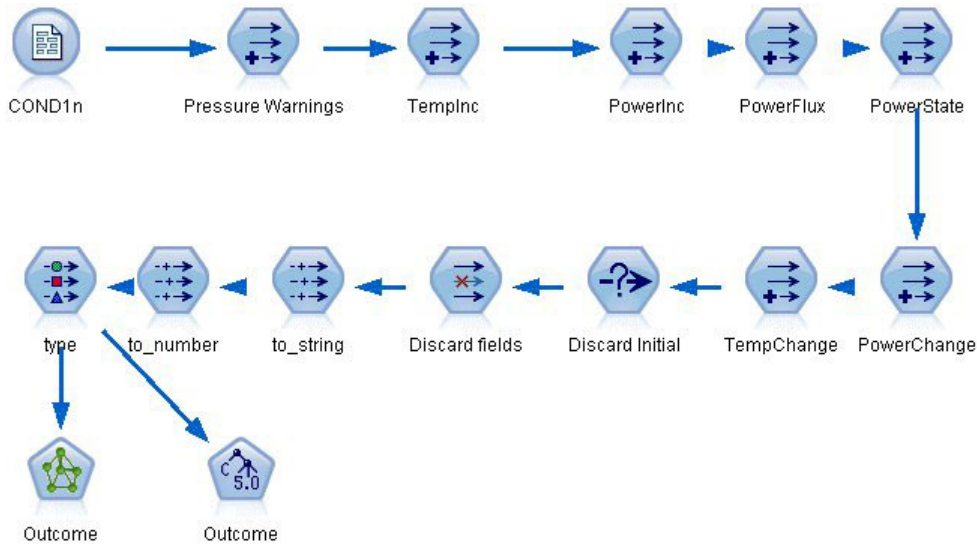 COND1n
Pressure Warnings
TempInc
PowerInc
PowerFlux
PowerState
type
to_number
to_string
Discard fields
Discard Initial
TempChange
PowerChange
C 5.0
Outcome
Outcome